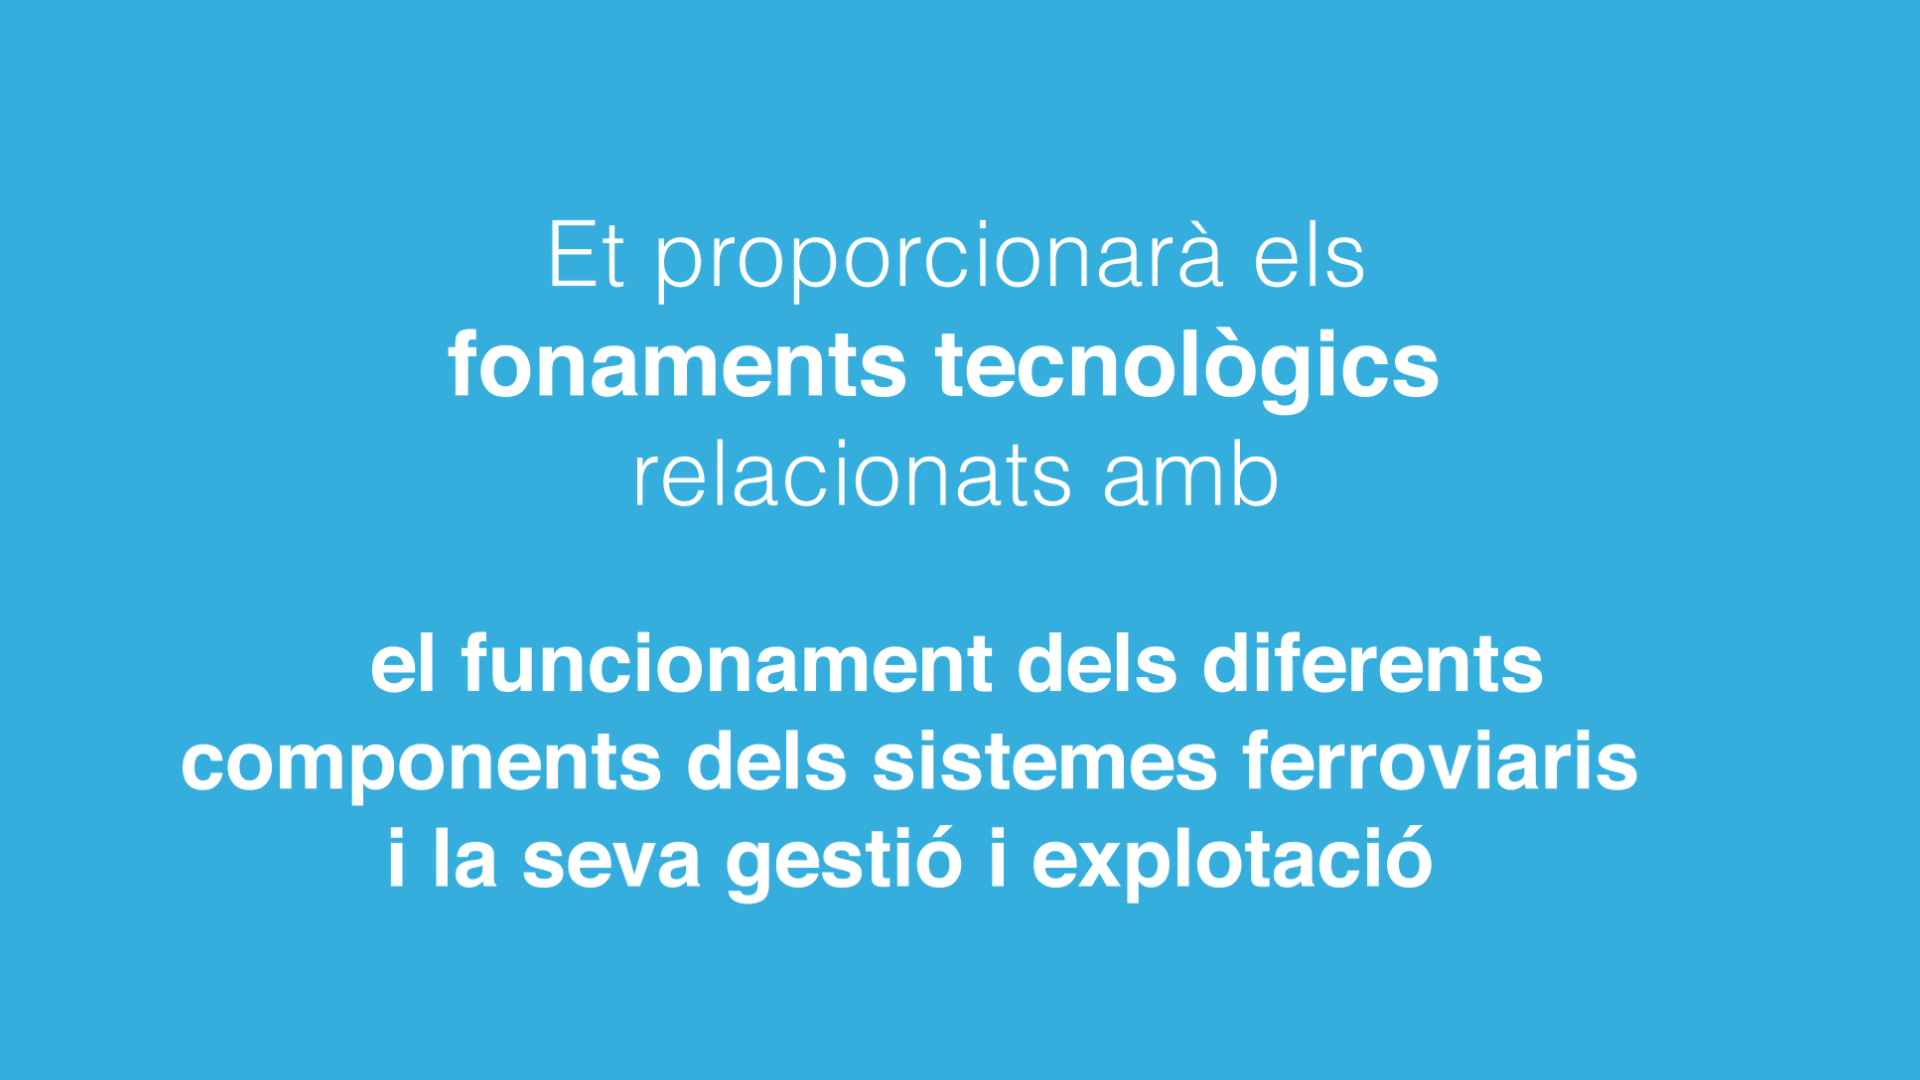 Et proporcionarà els
fonaments tecnològics
relacionats amb
el funcionament dels diferents
components dels sistemes ferroviaris
i la seva gestió i explotació